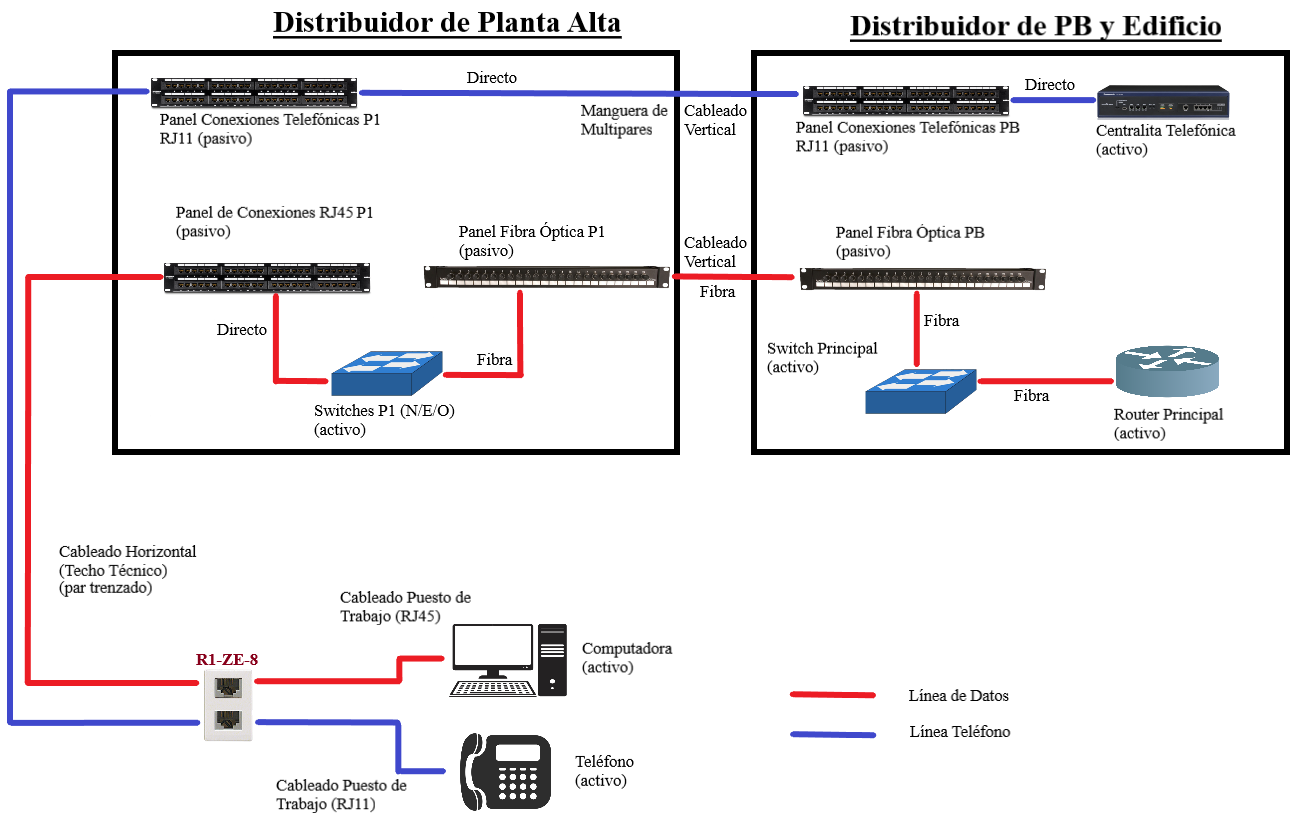 Distribuidor de Planta Alta
Distribuidor de PB y Edificio
Directo
Panel Conexiones Telefónicas P1
RJ11 (pasivo)
Manguera de
Multipares
Cableado
Vertical
Panel Conexiones Telefónicas PB
RJ11 (pasivo)
Directo
Centralita Telefónica
(activo)
Panel de Conexiones RJ45 P1
(pasivo)
Panel Fibra Óptica P1
(pasivo)
Cableado
Vertical
Fibra
Panel Fibra Óptica PB
(pasivo)
Directo
Fibra
Switches P1 (N/E/O)
(activo)
Fibra
Switch Principal
(activo)
Fibra
Router Principal
(activo)
Cableado Horizontal
(Techo Técnico)
(par trenzado)
Cableado Puesto de
Trabajo (RJ45)
Computadora
(activo)
R1-ZE-8
Línea de Datos
Línea Teléfono
Teléfono
(activo)
Cableado Puesto de
Trabajo (RJ11)